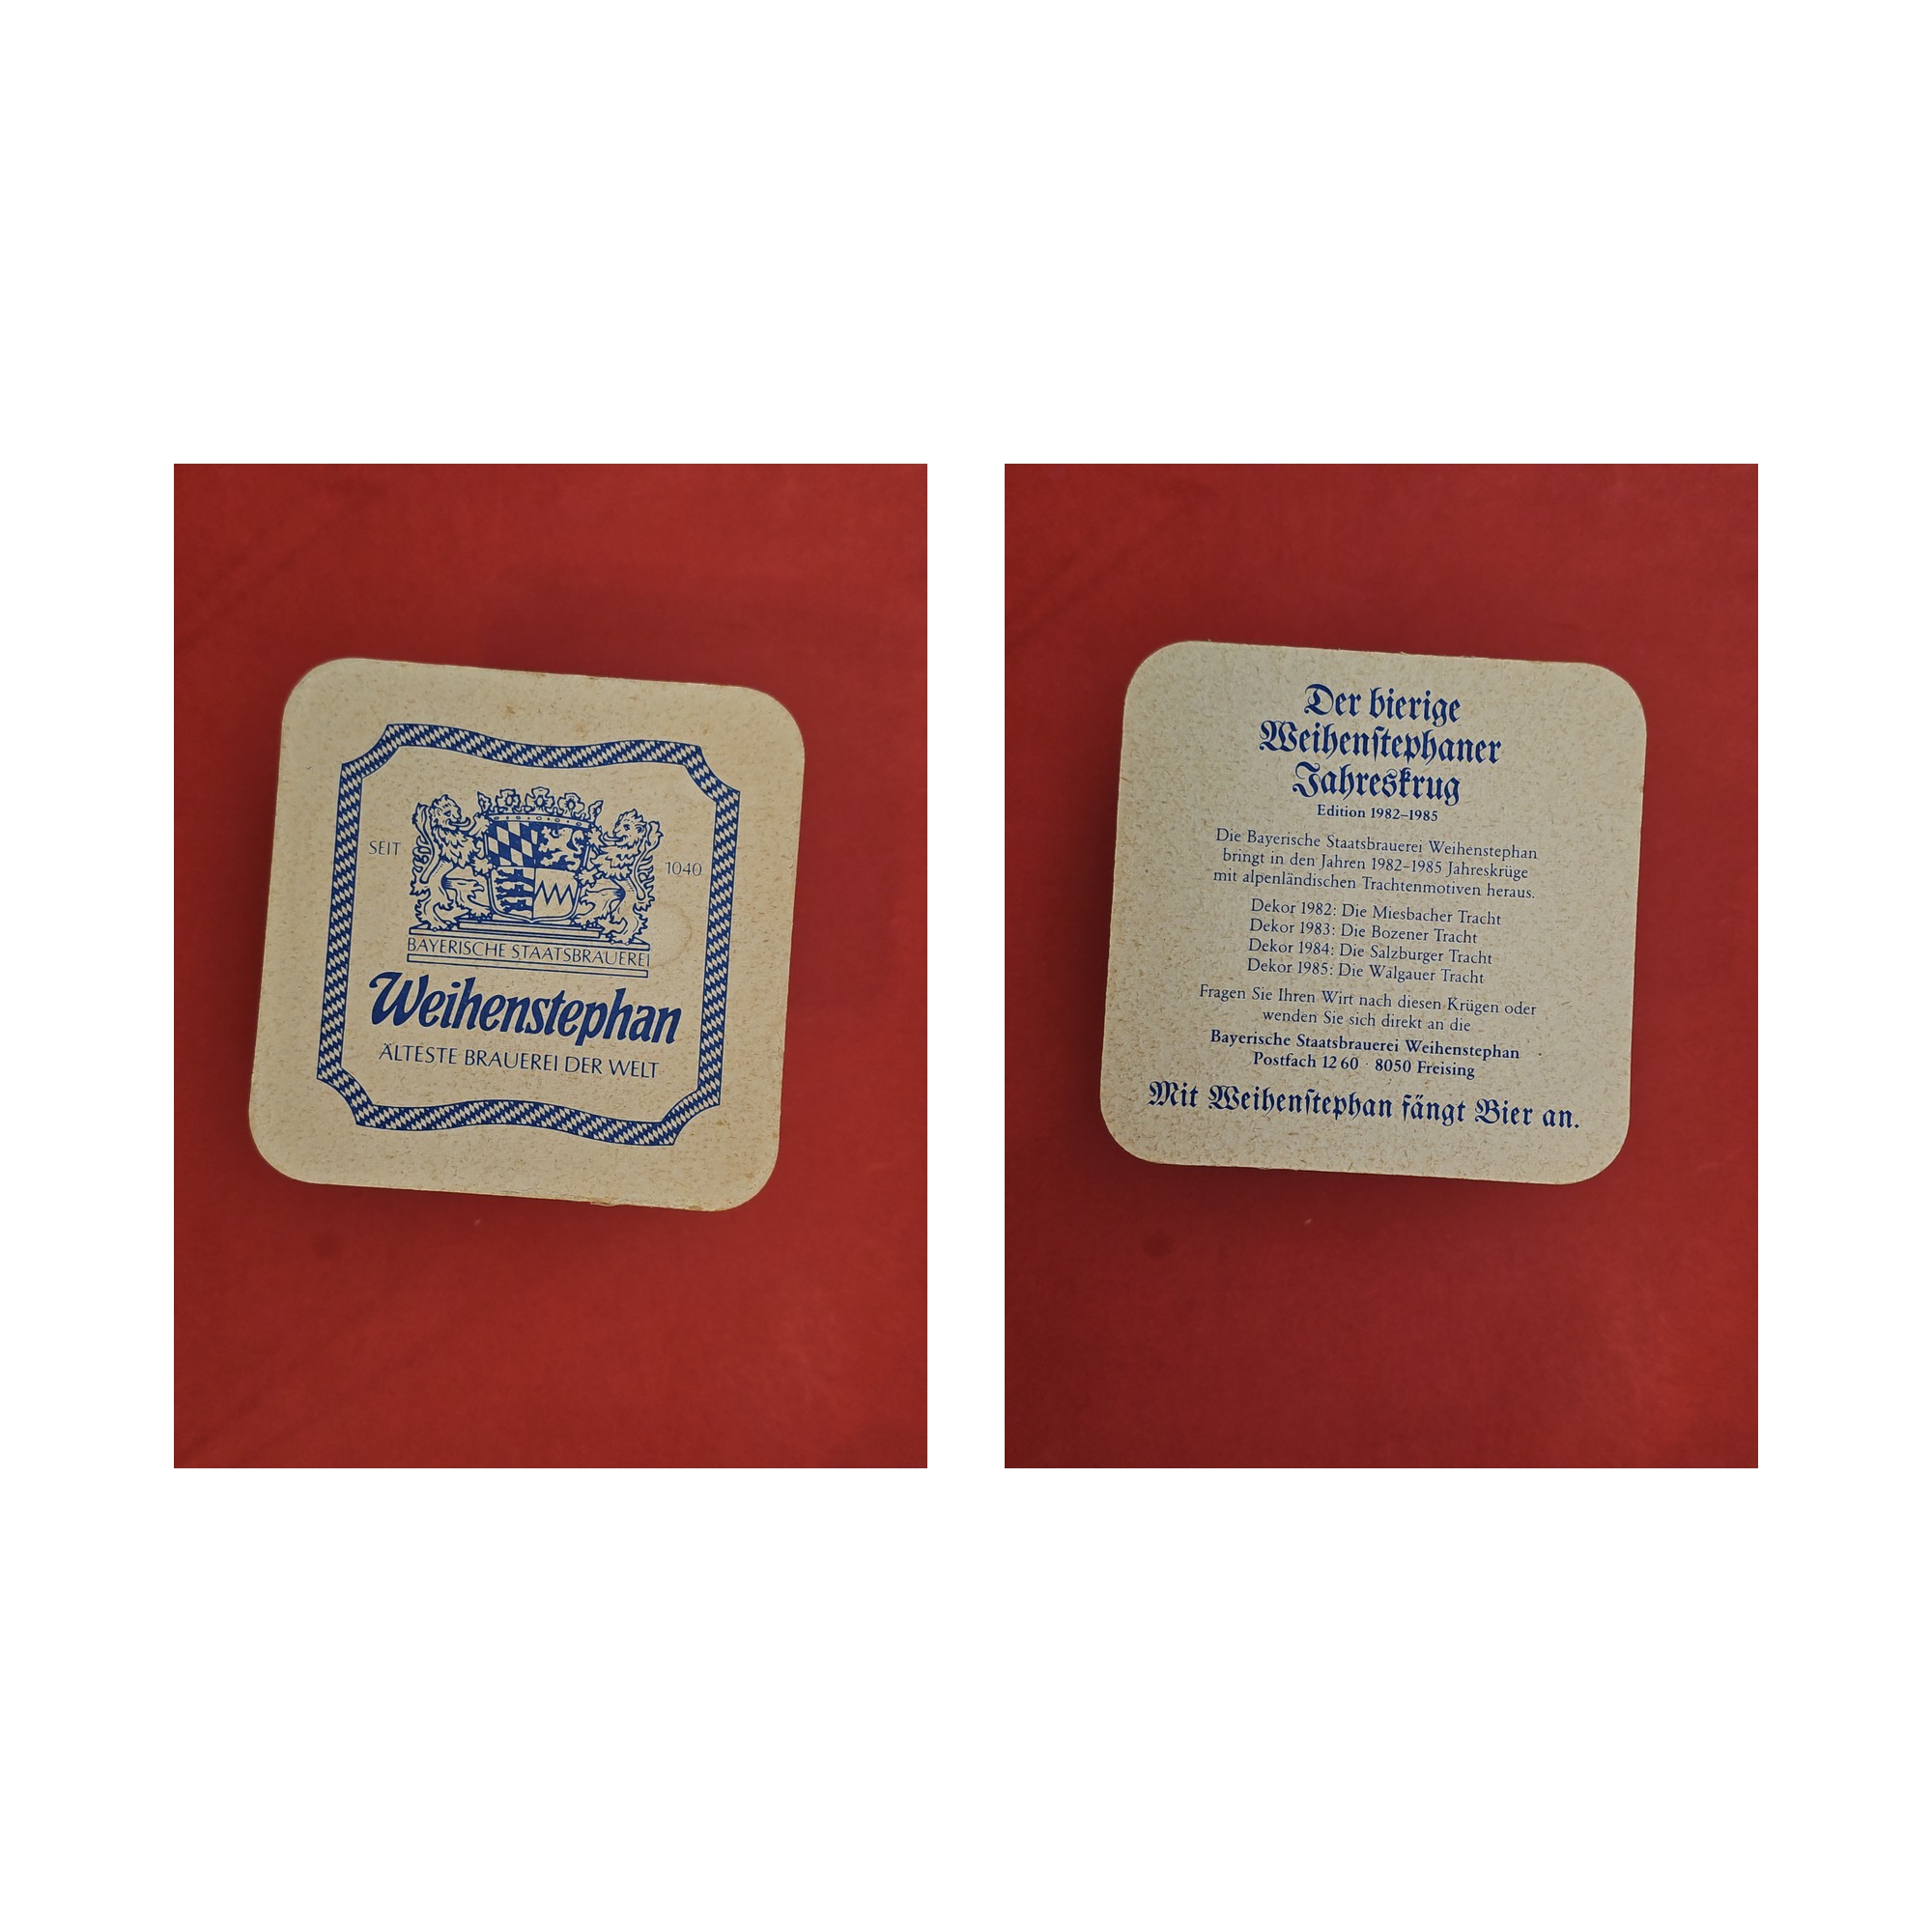 SEIT
1040
BAYERISCHE STAATSBRAUEREI
Weihenstephan
ÄLTESTE BRAUEREI DER WELT
Der bierige
Weihenſtephaner
Jahreskrug
Edition 1982–1985
Die Bayerische Staatsbrauerei Weihenstephan
bringt in den Jahren 1982–1985 Jahreskrüge
mit alpenländischen Trachtenmotiven heraus.
Dekor 1982: Die Miesbacher Tracht
Dekor 1983: Die Bozener Tracht
Dekor 1984: Die Salzburger Tracht
Dekor 1985: Die Walgauer Tracht
Fragen Sie Ihren Wirt nach diesen Krügen oder
wenden Sie sich direkt an die
Bayerische Staatsbrauerei Weihenstephan
Postfach 12 60 · 8050 Freising
Mit Weihenſtephan fängt Bier an.